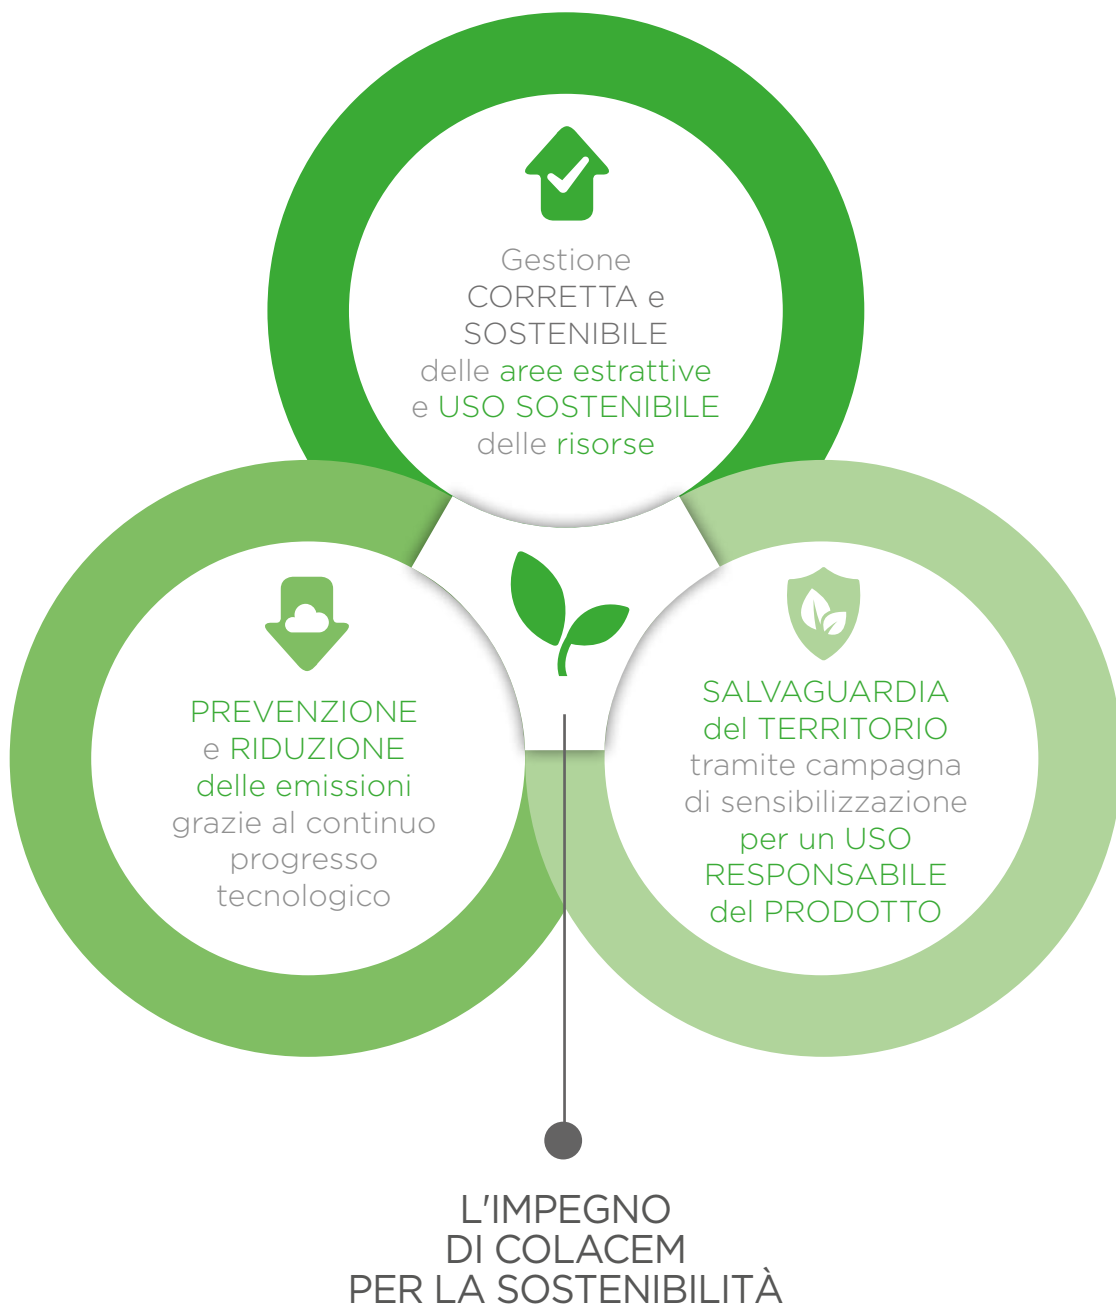 Gestione
CORRETTA e
SOSTENIBILE
delle aree estrattive
e USO SOSTENIBILE
delle risorse
PREVENZIONE
e RIDUZIONE
delle emissioni
grazie al continuo
progresso
tecnologico
SALVAGUARDIA
del TERRITORIO
tramite campagna
di sensibilizzazione
per un USO
RESPONSABILE
del PRODOTTO
L'IMPEGNO
DI COLACEM
PER LA SOSTENIBILITÀ